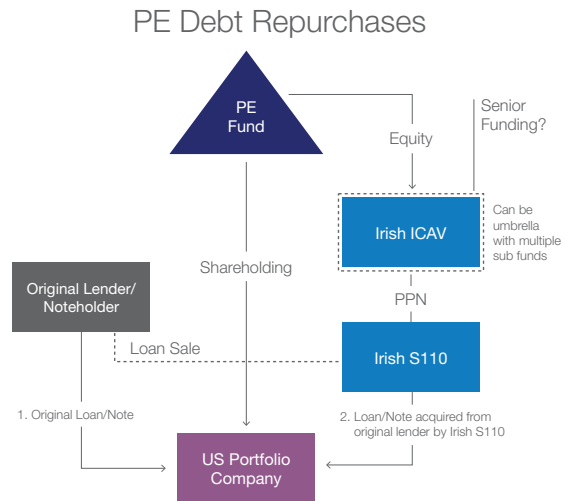 PE Debt Repurchases
PE
Fund
Senior
Funding?
Equity
Irish ICAV
Can be
umbrella
with multiple
sub funds
Shareholding
Original Lender/
Noteholder
PPN
Loan Sale
Irish S110
1. Original Loan/Note
2. Loan/Note acquired from
original lender by Irish S110
US Portfolio
Company